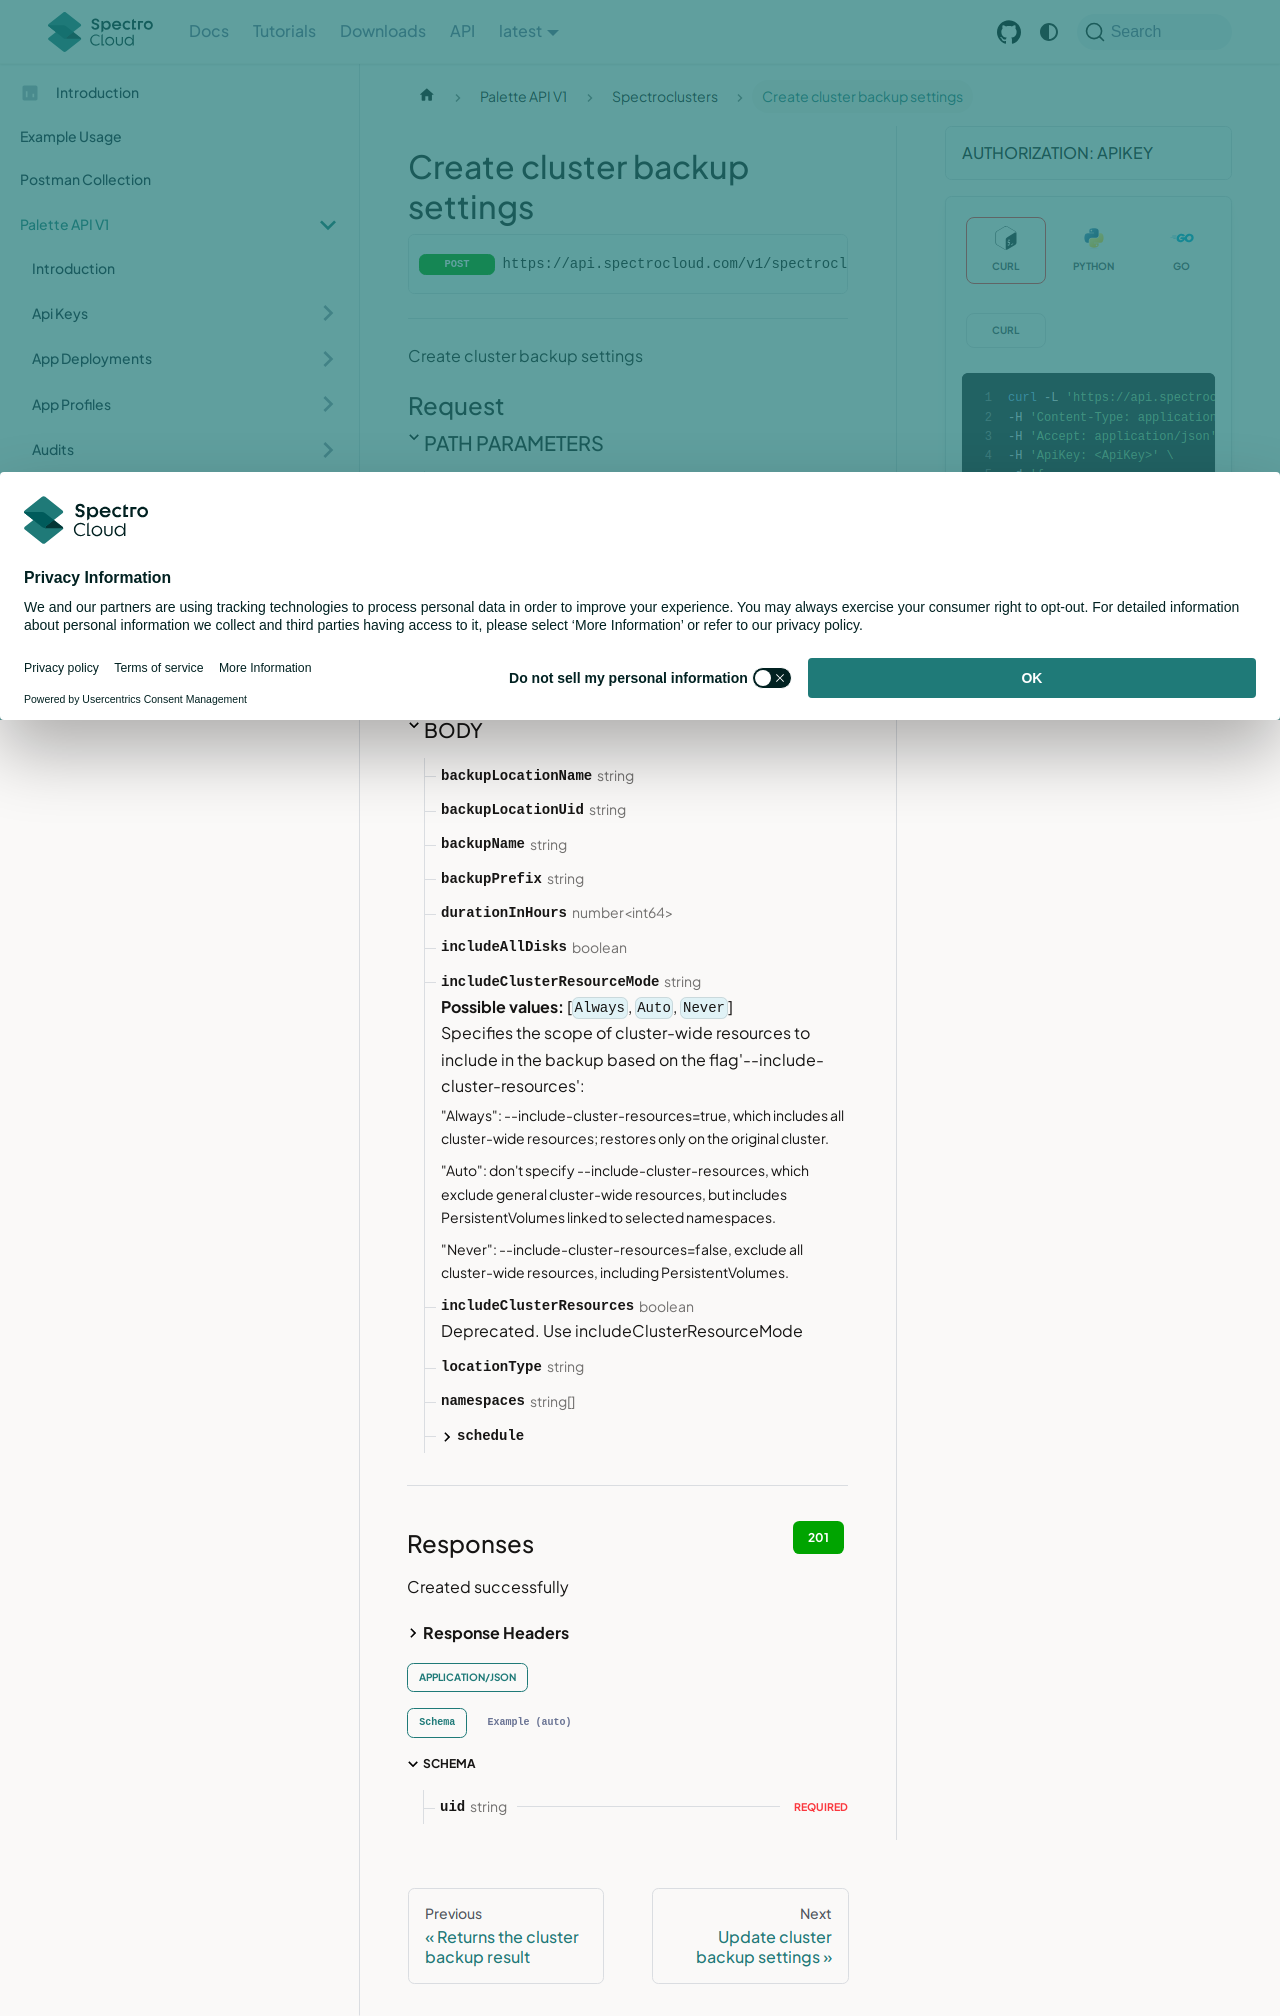 Spectro
Cloud
Docs
Tutorials
Downloads
API
latest
Search
Introduction
Example Usage
Postman Collection
Palette API V1
Introduction
Api Keys
App Deployments
App Profiles
Audits
Palette API V1
Spectroclusters
Create cluster backup settings
Create cluster backup
settings
POST
https://api.spectrocloud.com/v1/spectrocl
Create cluster backup settings
Request
PATH PARAMETERS
AUTHORIZATION: APIKEY
CURL
PYTHON
GO
CURL
1 curl -L 'https://api.spectroc
2 -H 'Content-Type: application
3 -H 'Accept: application/json'
4 -H 'ApiKey: <ApiKey>' \
Spectro
Cloud
Privacy Information
We and our partners are using tracking technologies to process personal data in order to improve your experience. You may always exercise your consumer right to opt-out. For detailed information
about personal information we collect and third parties having access to it, please select ‘More Information’ or refer to our privacy policy.
Privacy policy
Terms of service
More Information
Powered by Usercentrics Consent Management
Do not sell my personal information
OK
BODY
backupLocationName string
backupLocationUid string
backupName string
backupPrefix string
durationInHours number<int64>
includeAllDisks boolean
includeClusterResourceMode string
Possible values: [Always, Auto, Never]
Specifies the scope of cluster-wide resources to
include in the backup based on the flag'--include-
cluster-resources':
"Always": --include-cluster-resources=true, which includes all
cluster-wide resources; restores only on the original cluster.
"Auto": don't specify --include-cluster-resources, which
exclude general cluster-wide resources, but includes
PersistentVolumes linked to selected namespaces.
"Never": --include-cluster-resources=false, exclude all
cluster-wide resources, including PersistentVolumes.
includeClusterResources boolean
Deprecated. Use includeClusterResourceMode
locationType string
namespaces string[]
schedule
Responses
201
Created successfully
Response Headers
APPLICATION/JSON
Schema
Example (auto)
SCHEMA
uid string
REQUIRED
Previous
« Returns the cluster
backup result
Next
Update cluster
backup settings »